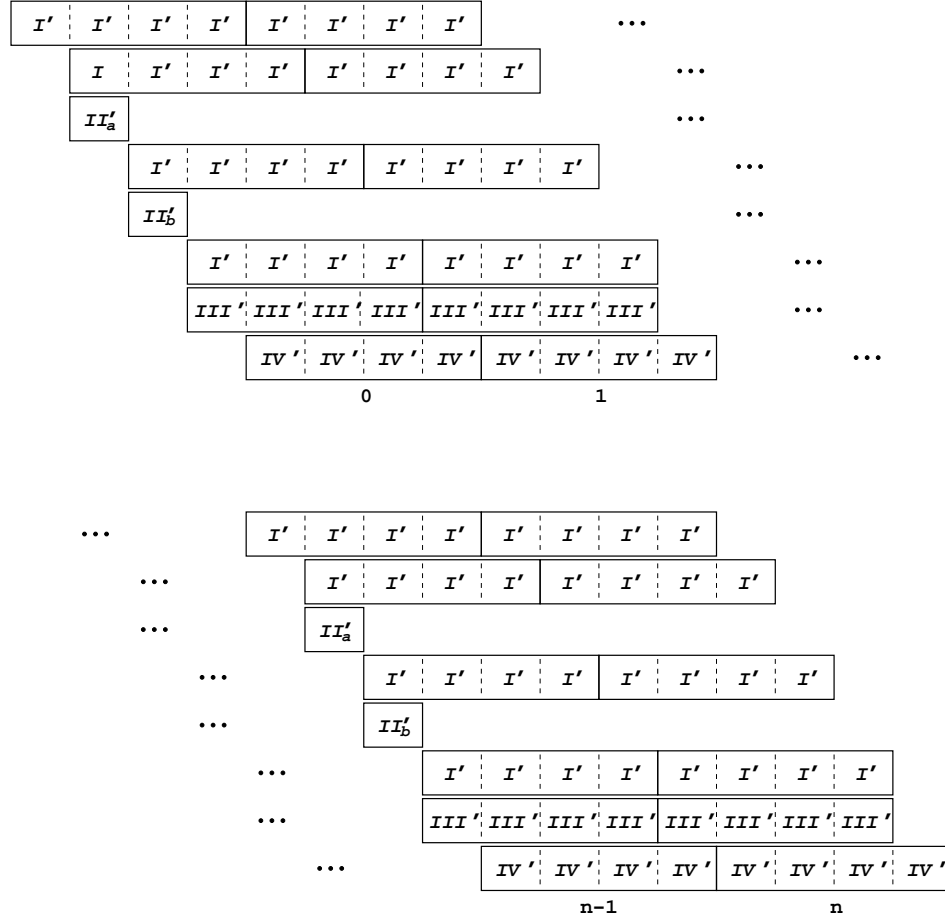 I' I' I' I' I' I' I' I' ...
I I' I' I' I' I' I' I' ...
II'a ...
I' I' I' I' I' I' I' I' ...
II'b ...
I' I' I' I' I' I' I' I' ...
III' III' III' III' III' III' III' III' ...
IV' IV' IV' IV' IV' IV' IV' IV' ...
0 1
... I' I' I' I' I' I' I' I'
... I' I' I' I' I' I' I' I'
... II'a
... I' I' I' I' I' I' I' I'
... II'b
... I' I' I' I' I' I' I' I'
... III' III' III' III' III' III' III' III'
... IV' IV' IV' IV' IV' IV' IV' IV'
n-1 n